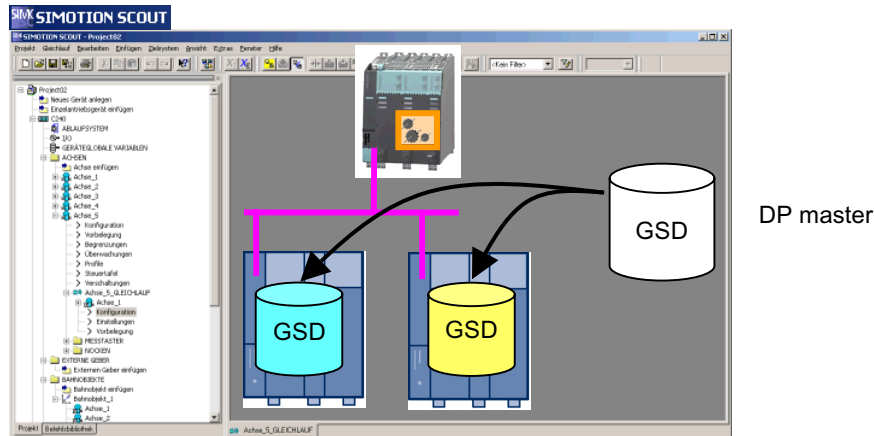 SIMOTION SCOUT
SIMOTION SCOUT - Project02
Projekt Gleichlauf Bearbeiten Einfügen Zielsystem Ansicht Extras Fenster Hilfe
<Kein Filter>
Project02
Neues Gerät anlegen
Einzelantriebsgerät einfügen
C240
ABLAUFSYSTEM
I/O
GERÄTEGLOBALE VARIABLEN
ACHSEN
Achse einfügen
Achse_1
Achse_2
Achse_3
Achse_4
Achse_5
Konfiguration
Vorbelegung
Begrenzungen
Überwachungen
Profile
Steuertafel
Verschaltungen
Achse_5_GLEICHLAUF
Achse_1
Konfiguration
Einstellungen
Vorbelegung
MESSTASTER
NOCKEN
EXTERNE GEBER
Externen Geber einfügen
BAHNOBJEKTE
Bahnobjekt einfügen
Bahnobjekt_1
Achse_1
Achse_2
Projekt Befehlsbibliothek
Achse_5_GLEICHLAUF
GSD
GSD
GSD
DP master